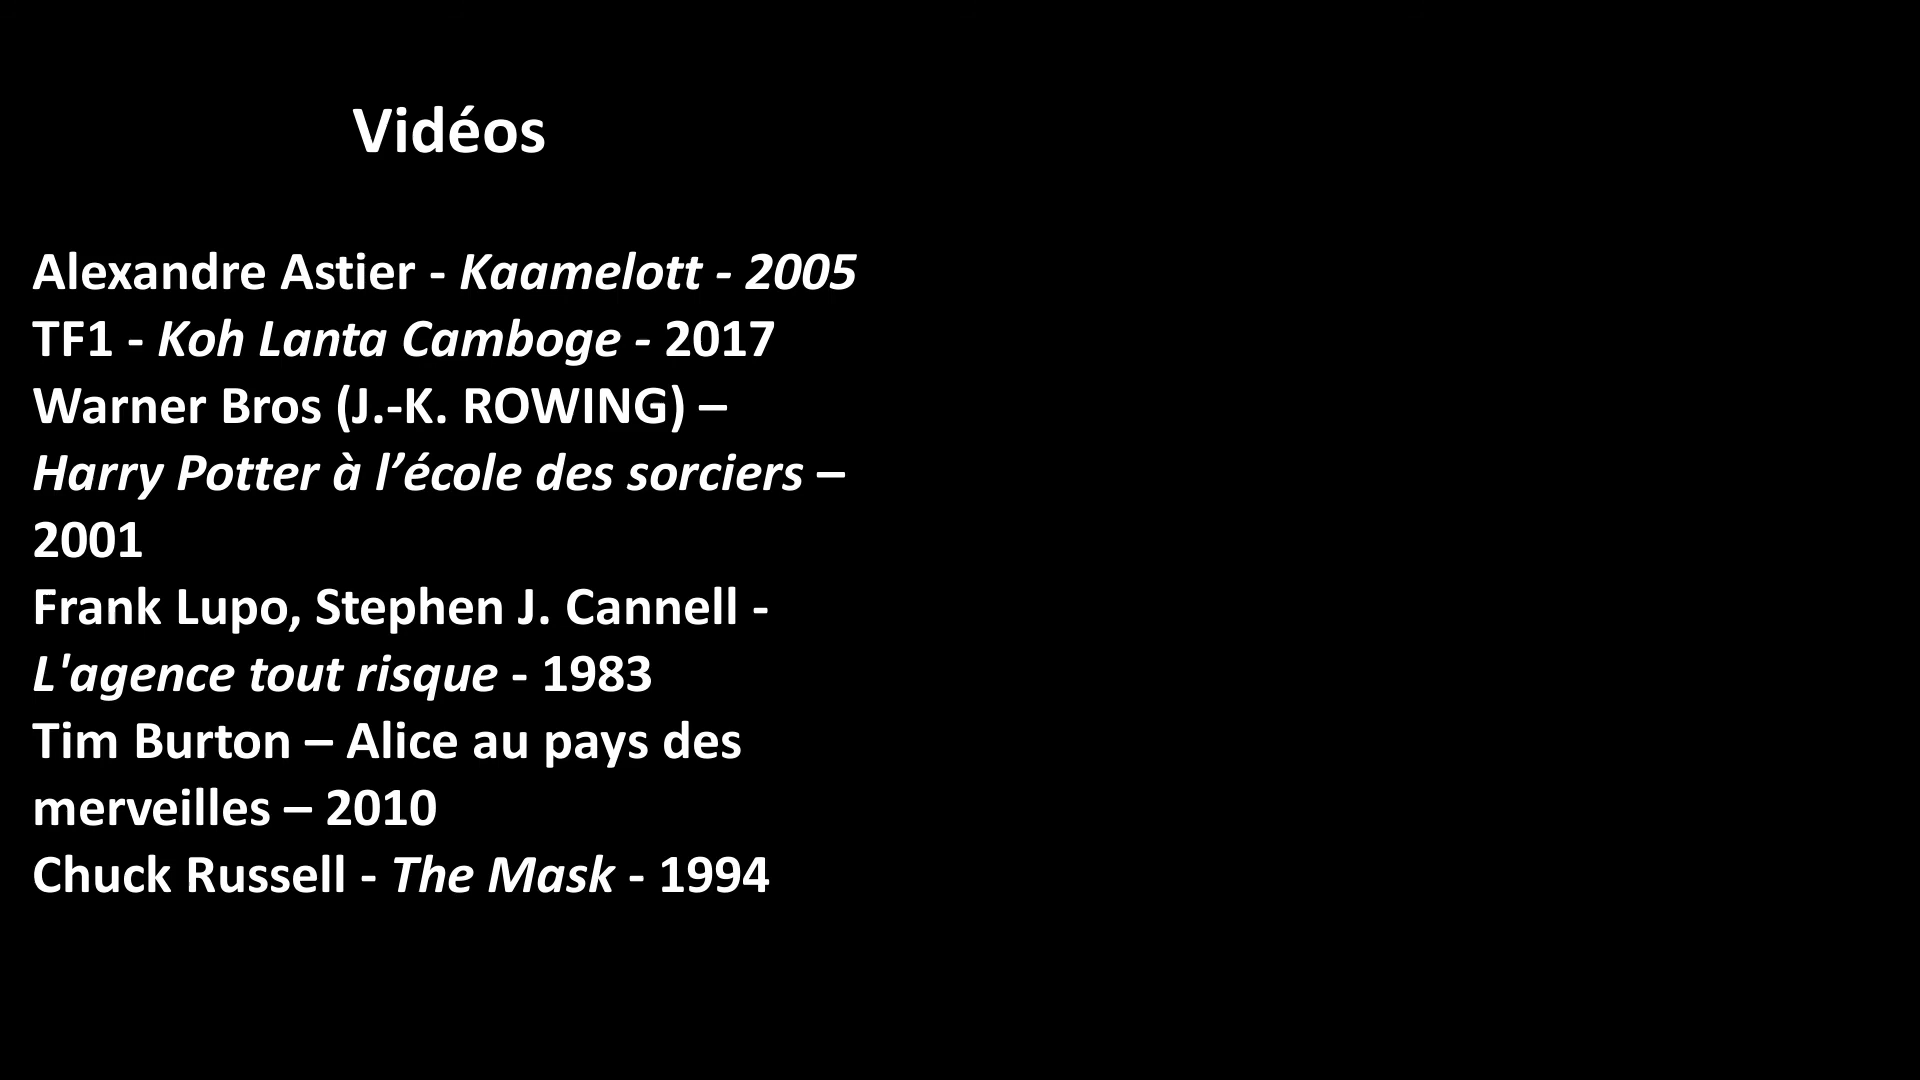 Vidéos
Alexandre Astier - Kaamelott - 2005
TF1 - Koh Lanta Camboge - 2017
Warner Bros (J.-K. ROWING) –
Harry Potter à l’école des sorciers –
2001
Frank Lupo, Stephen J. Cannell -
L'agence tout risque - 1983
Tim Burton – Alice au pays des
merveilles – 2010
Chuck Russell - The Mask - 1994